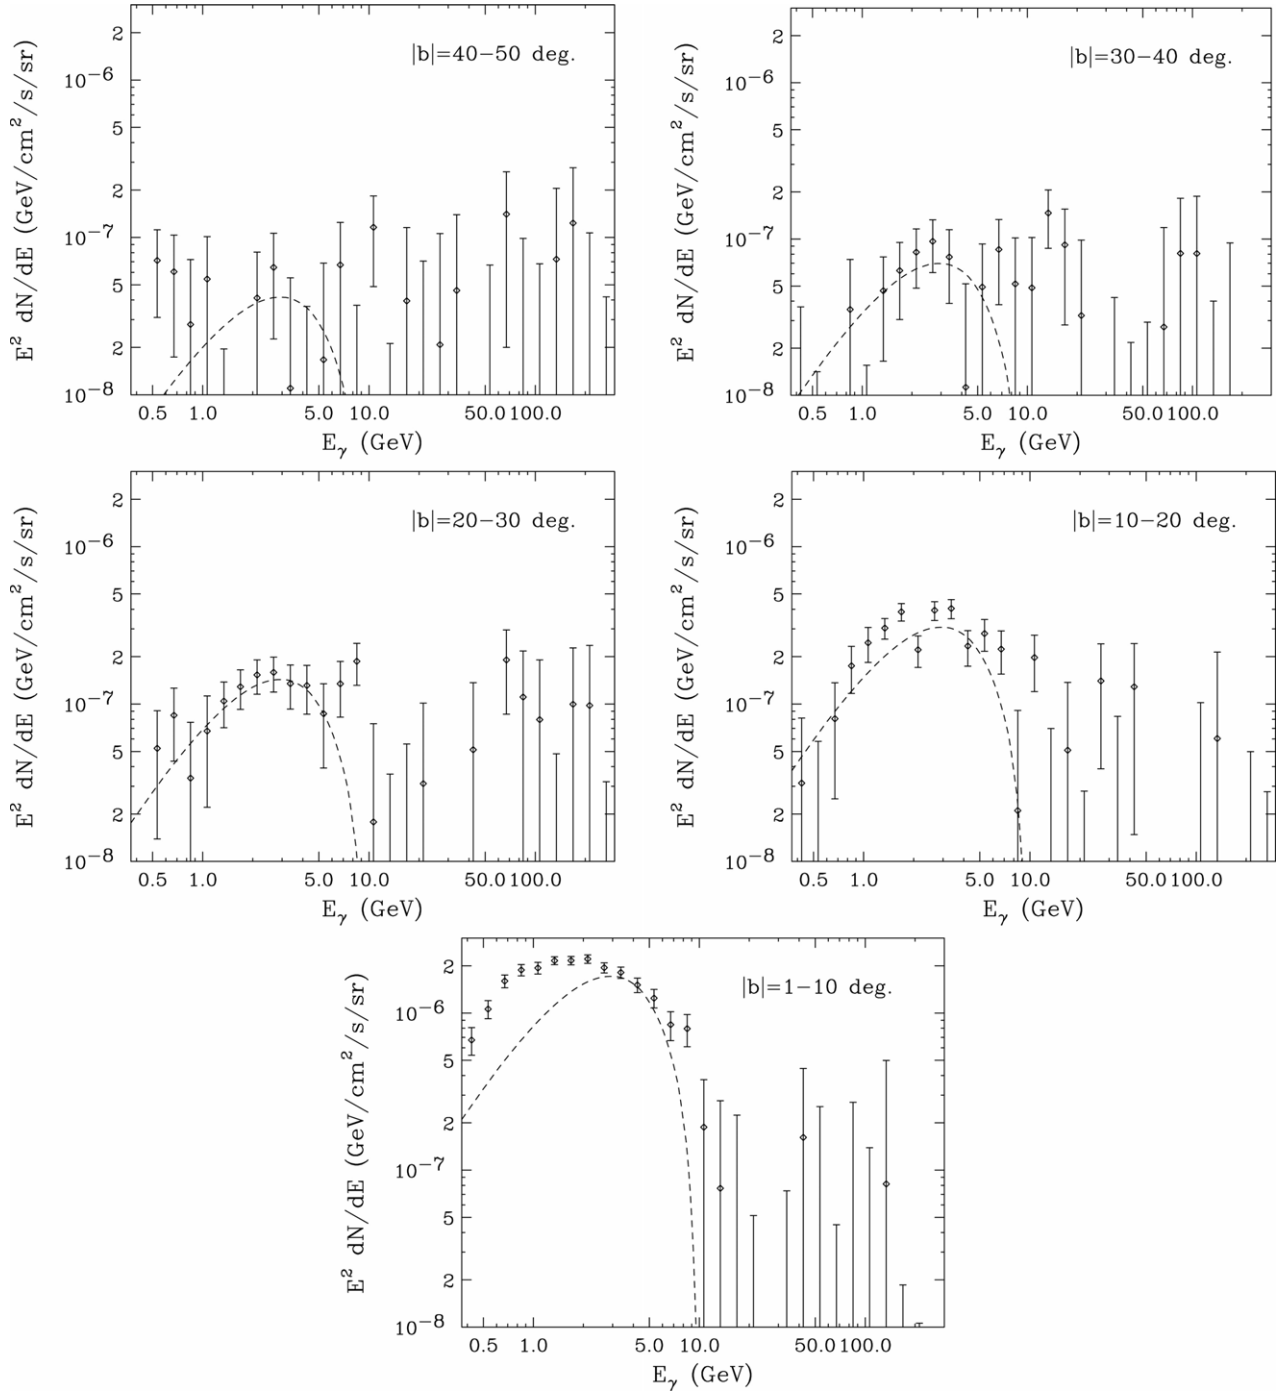 |b|=40−50 deg.
E² dN/dE (GeV/cm²/s/sr)
2
10⁻⁶
5
2
10⁻⁷
5
2
10⁻⁸
0.5 1.0 5.0 10.0 50.0 100.0
E_γ (GeV)
|b|=30−40 deg.
E² dN/dE (GeV/cm²/s/sr)
2
10⁻⁶
5
2
10⁻⁷
5
2
10⁻⁸
0.5 1.0 5.0 10.0 50.0 100.0
E_γ (GeV)
|b|=20−30 deg.
E² dN/dE (GeV/cm²/s/sr)
2
10⁻⁶
5
2
10⁻⁷
5
2
10⁻⁸
0.5 1.0 5.0 10.0 50.0 100.0
E_γ (GeV)
|b|=10−20 deg.
E² dN/dE (GeV/cm²/s/sr)
2
10⁻⁶
5
2
10⁻⁷
5
2
10⁻⁸
0.5 1.0 5.0 10.0 50.0 100.0
E_γ (GeV)
|b|=1−10 deg.
E² dN/dE (GeV/cm²/s/sr)
2
10⁻⁶
5
2
10⁻⁷
5
2
10⁻⁸
0.5 1.0 5.0 10.0 50.0 100.0
E_γ (GeV)